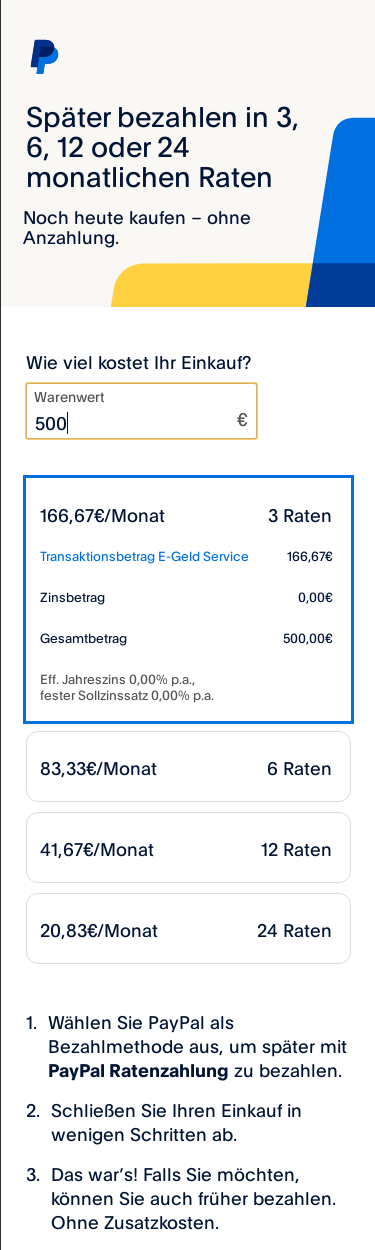 Später bezahlen in 3,
6, 12 oder 24
monatlichen Raten
Noch heute kaufen – ohne
Anzahlung.
Wie viel kostet Ihr Einkauf?
Warenwert
500 €
166,67€/Monat 3 Raten
Transaktionsbetrag E-Geld Service 166,67€
Zinsbetrag 0,00€
Gesamtbetrag 500,00€
Eff. Jahreszins 0,00% p.a.,
fester Sollzinssatz 0,00% p.a.
83,33€/Monat 6 Raten
41,67€/Monat 12 Raten
20,83€/Monat 24 Raten
1. Wählen Sie PayPal als
Bezahlmethode aus, um später mit
PayPal Ratenzahlung zu bezahlen.
2. Schließen Sie Ihren Einkauf in
wenigen Schritten ab.
3. Das war’s! Falls Sie möchten,
können Sie auch früher bezahlen.
Ohne Zusatzkosten.